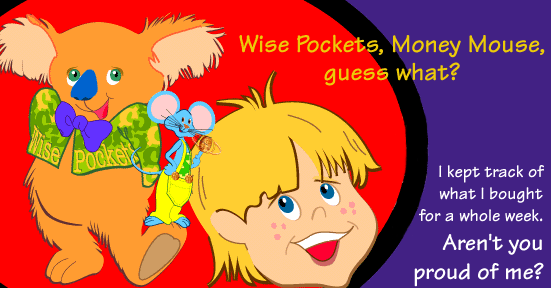 Wise Pockets, Money Mouse,
guess what?
Wise Pocket
I kept track of
what I bought
for a whole week.
Aren't you
proud of me?